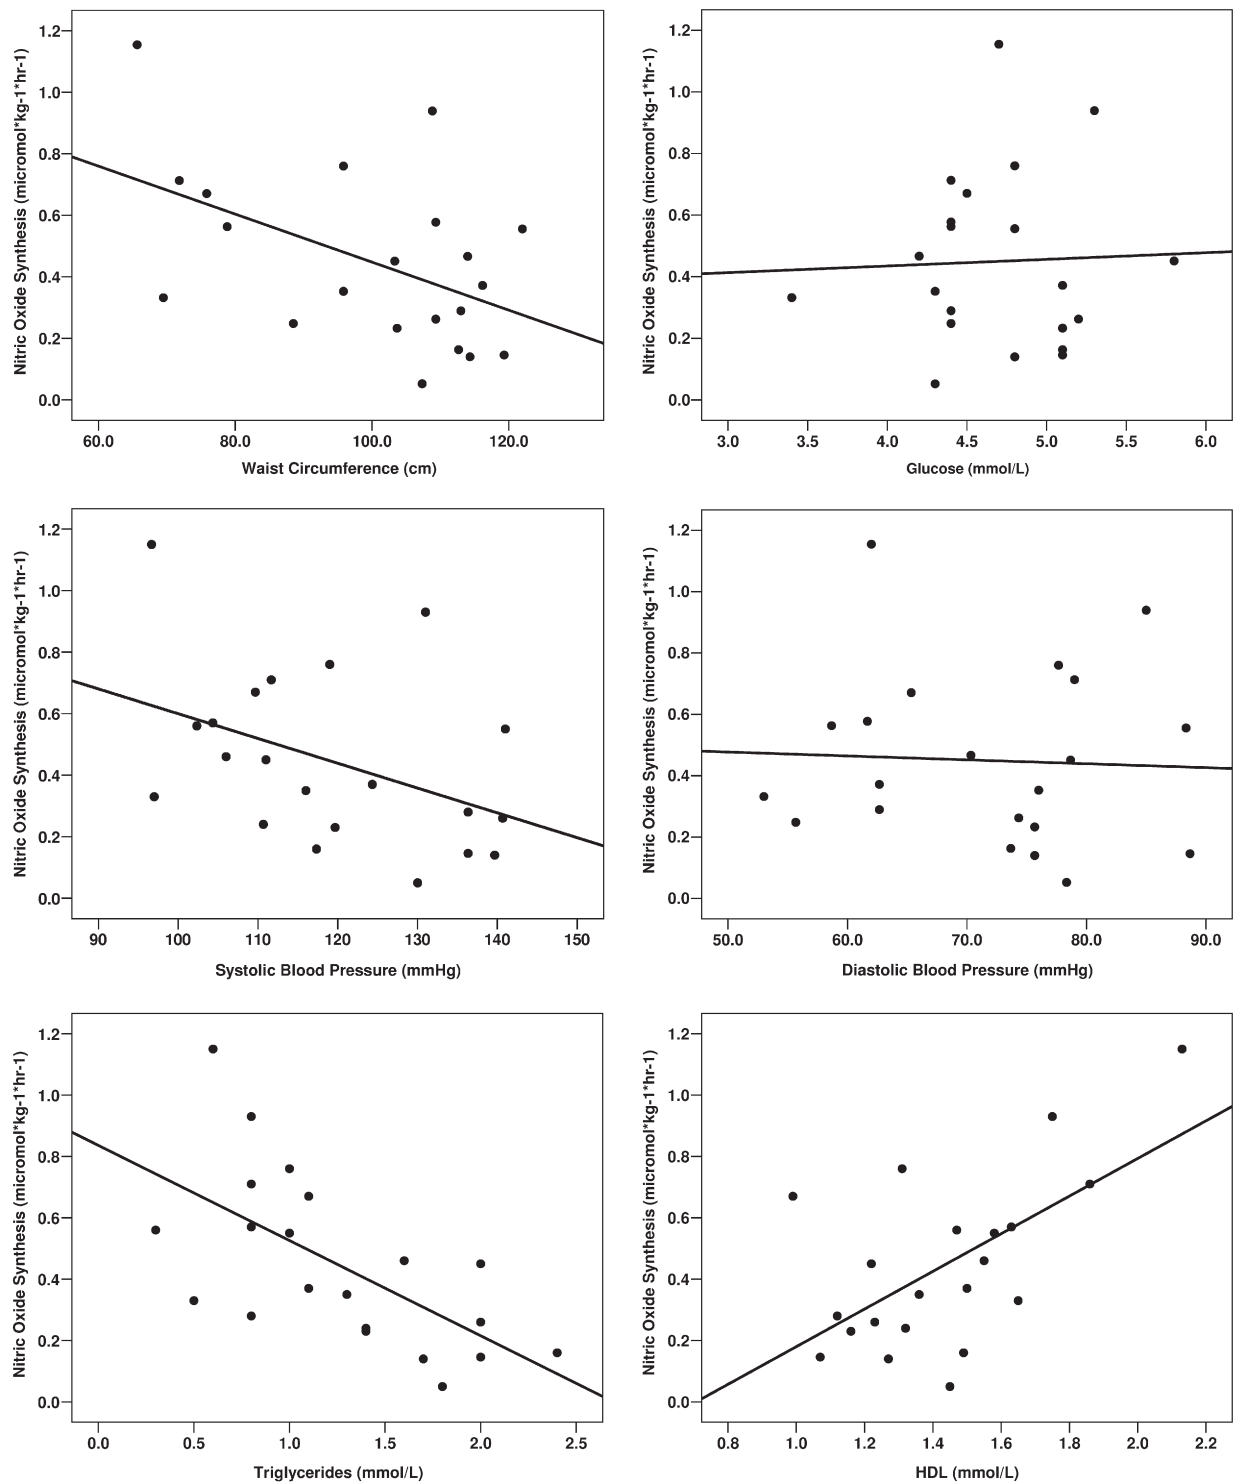 Nitric Oxide Synthesis (micromol*kg-1*hr-1)
1.2
1.0
0.8
0.6
0.4
0.2
0.0
60.0 80.0 100.0 120.0
Waist Circumference (cm)
Nitric Oxide Synthesis (micromol*kg-1*hr-1)
1.2
1.0
0.8
0.6
0.4
0.2
0.0
3.0 3.5 4.0 4.5 5.0 5.5 6.0
Glucose (mmol/L)
Nitric Oxide Synthesis (micromol*kg-1*hr-1)
1.2
1.0
0.8
0.6
0.4
0.2
0.0
90 100 110 120 130 140 150
Systolic Blood Pressure (mmHg)
Nitric Oxide Synthesis (micromol*kg-1*hr-1)
1.2
1.0
0.8
0.6
0.4
0.2
0.0
50.0 60.0 70.0 80.0 90.0
Diastolic Blood Pressure (mmHg)
Nitric Oxide Synthesis (micromol*kg-1*hr-1)
1.2
1.0
0.8
0.6
0.4
0.2
0.0
0.0 0.5 1.0 1.5 2.0 2.5
Triglycerides (mmol/L)
Nitric Oxide Synthesis (micromol*kg-1*hr-1)
1.2
1.0
0.8
0.6
0.4
0.2
0.0
0.8 1.0 1.2 1.4 1.6 1.8 2.0 2.2
HDL (mmol/L)